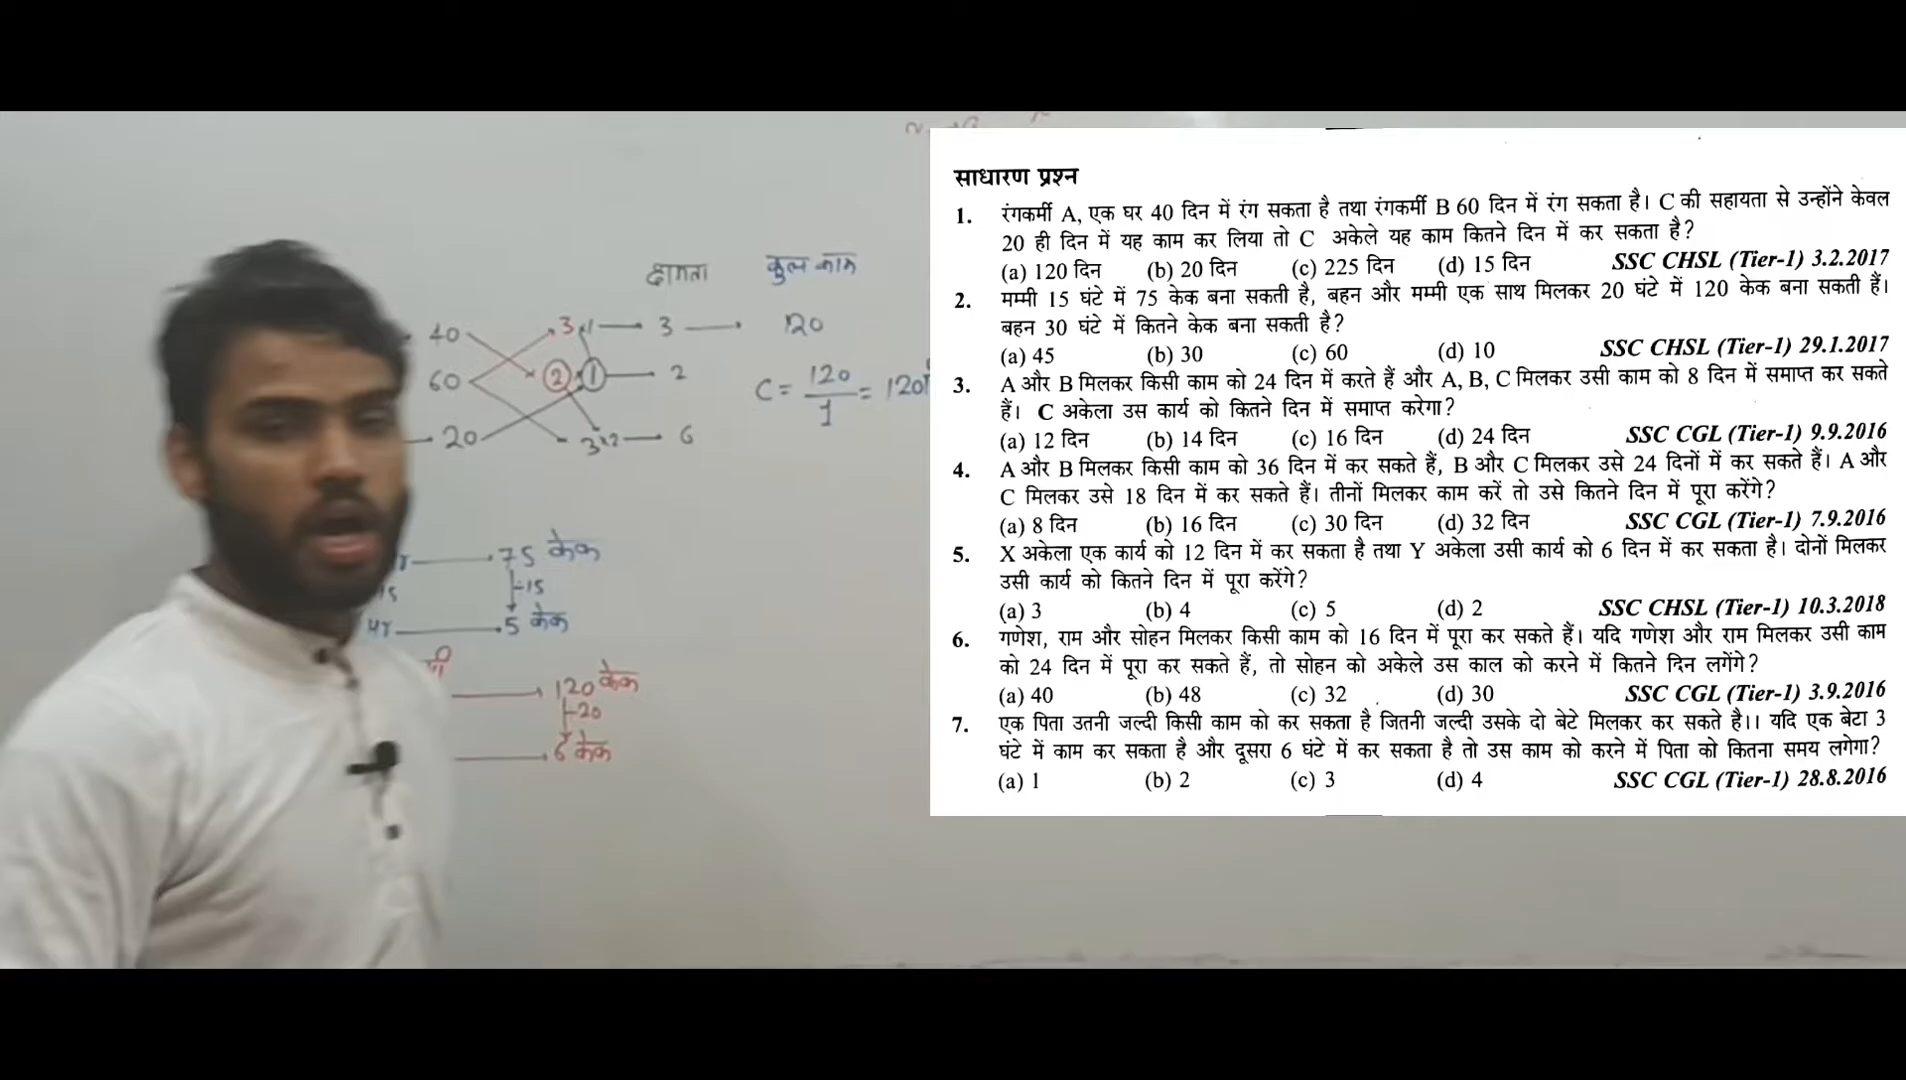 क्षमता कुल काम
40 3 1 3 120
60 2 1 2
C = 120/1 = 120
20 3×2 6
75 केक
÷15
5 केक
120 केक
÷20
6 केक
साधारण प्रश्न
1. रंगकर्मी A, एक घर 40 दिन में रंग सकता है तथा रंगकर्मी B 60 दिन में रंग सकता है। C की सहायता से उन्होंने केवल
20 ही दिन में यह काम कर लिया तो C अकेले यह काम कितने दिन में कर सकता है?
(a) 120 दिन (b) 20 दिन (c) 225 दिन (d) 15 दिन SSC CHSL (Tier-1) 3.2.2017
2. मम्मी 15 घंटे में 75 केक बना सकती है, बहन और मम्मी एक साथ मिलकर 20 घंटे में 120 केक बना सकती हैं।
बहन 30 घंटे में कितने केक बना सकती है?
(a) 45 (b) 30 (c) 60 (d) 10 SSC CHSL (Tier-1) 29.1.2017
3. A और B मिलकर किसी काम को 24 दिन में करते हैं और A, B, C मिलकर उसी काम को 8 दिन में समाप्त कर सकते
हैं। C अकेला उस कार्य को कितने दिन में समाप्त करेगा?
(a) 12 दिन (b) 14 दिन (c) 16 दिन (d) 24 दिन SSC CGL (Tier-1) 9.9.2016
4. A और B मिलकर किसी काम को 36 दिन में कर सकते हैं, B और C मिलकर उसे 24 दिनों में कर सकते हैं। A और
C मिलकर उसे 18 दिन में कर सकते हैं। तीनों मिलकर काम करें तो उसे कितने दिन में पूरा करेंगे?
(a) 8 दिन (b) 16 दिन (c) 30 दिन (d) 32 दिन SSC CGL (Tier-1) 7.9.2016
5. X अकेला एक कार्य को 12 दिन में कर सकता है तथा Y अकेला उसी कार्य को 6 दिन में कर सकता है। दोनों मिलकर
उसी कार्य को कितने दिन में पूरा करेंगे?
(a) 3 (b) 4 (c) 5 (d) 2 SSC CHSL (Tier-1) 10.3.2018
6. गणेश, राम और सोहन मिलकर किसी काम को 16 दिन में पूरा कर सकते हैं। यदि गणेश और राम मिलकर उसी काम
को 24 दिन में पूरा कर सकते हैं, तो सोहन को अकेले उस काल को करने में कितने दिन लगेंगे?
(a) 40 (b) 48 (c) 32 (d) 30 SSC CGL (Tier-1) 3.9.2016
7. एक पिता उतनी जल्दी किसी काम को कर सकता है जितनी जल्दी उसके दो बेटे मिलकर कर सकते है।। यदि एक बेटा 3
घंटे में काम कर सकता है और दूसरा 6 घंटे में कर सकता है तो उस काम को करने में पिता को कितना समय लगेगा?
(a) 1 (b) 2 (c) 3 (d) 4 SSC CGL (Tier-1) 28.8.2016